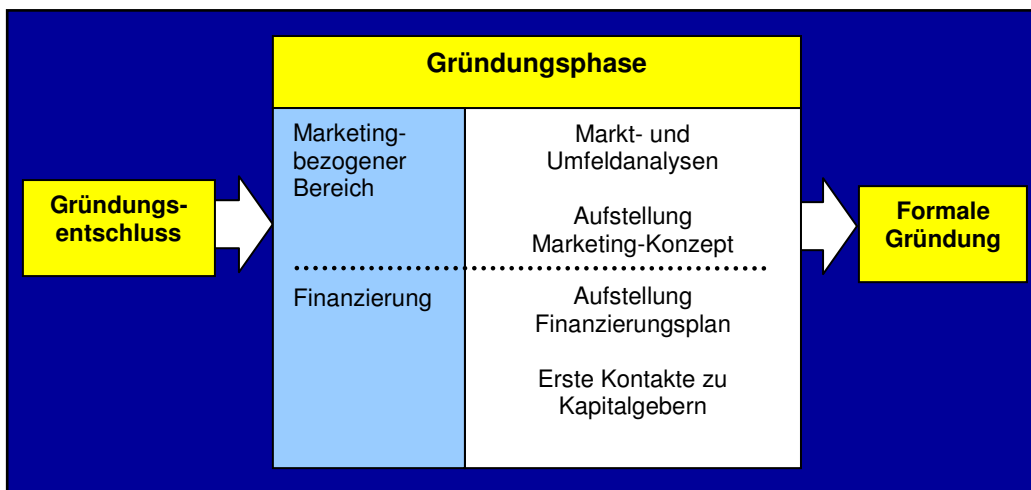 Gründungsphase
Gründungs-
entschluss
Marketing-
bezogener
Bereich
Markt- und
Umfeldanalysen
Aufstellung
Marketing-Konzept
Finanzierung
Aufstellung
Finanzierungsplan
Erste Kontakte zu
Kapitalgebern
Formale
Gründung